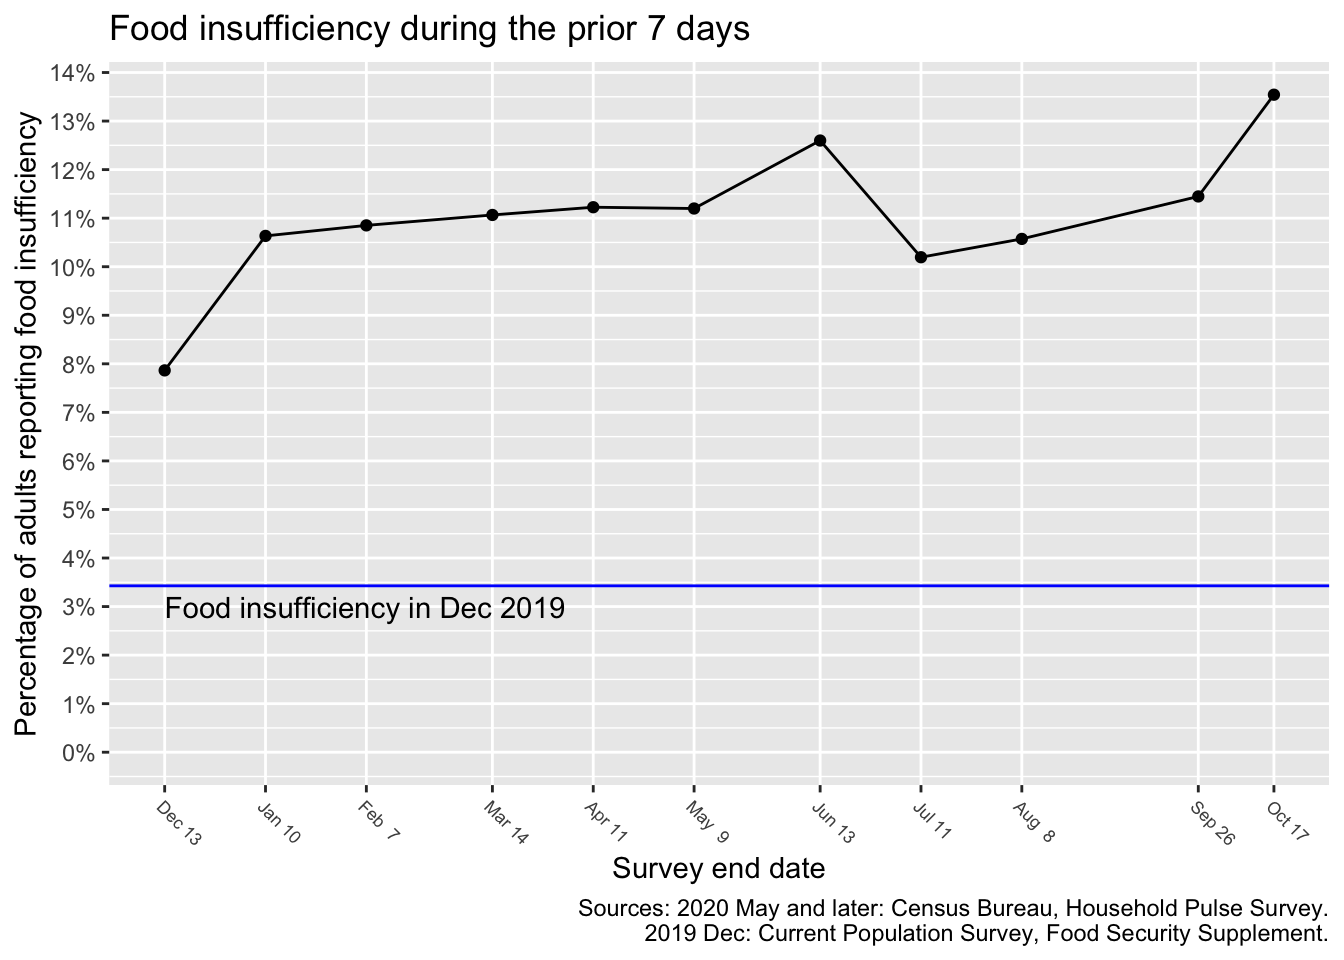 Food insufficiency during the prior 7 days
Percentage of adults reporting food insufficiency
14%
13%
12%
11%
10%
9%
8%
7%
6%
5%
4%
3%
2%
1%
0%
Food insufficiency in Dec 2019
Dec 13
Jan 10
Feb 7
Mar 14
Apr 11
May 9
Jun 13
Jul 11
Aug 8
Sep 26
Oct 17
Survey end date
Sources: 2020 May and later: Census Bureau, Household Pulse Survey.
2019 Dec: Current Population Survey, Food Security Supplement.